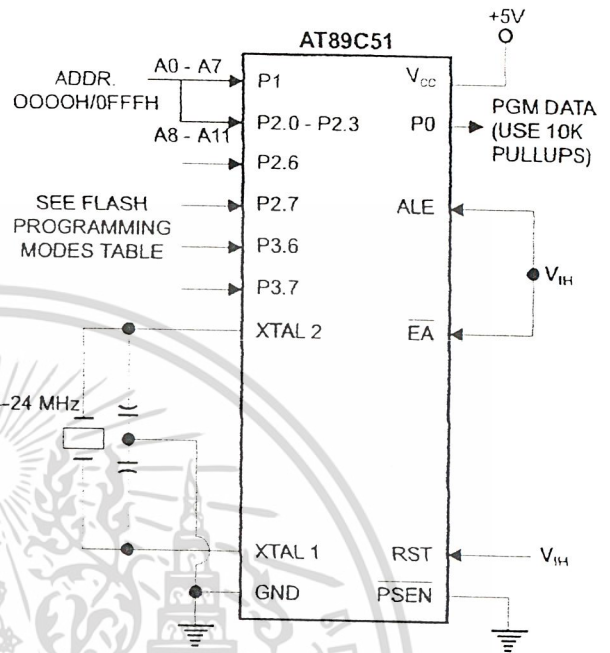 +5V
AT89C51
ADDR.
OOOOH/0FFFH
A0 - A7
A8 - A11
P1
P2.0 - P2.3
P2.6
P2.7
P3.6
P3.7
SEE FLASH
PROGRAMMING
MODES TABLE
XTAL 2
-24 MHz
XTAL 1
GND
VCC
P0
PGM DATA
(USE 10K
PULLUPS)
ALE
VIH
EA
RST
VIH
PSEN